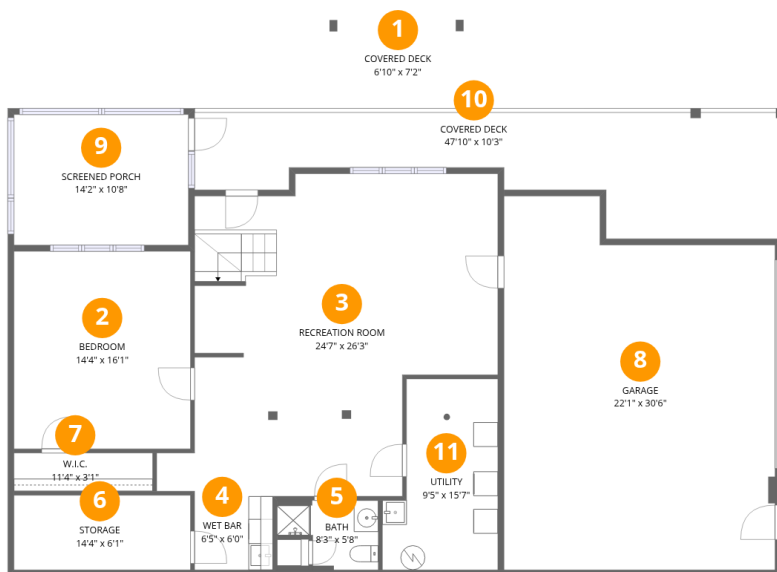 1
COVERED DECK
6'10" x 7'2"
10
COVERED DECK
47'10" x 10'3"
9
SCREENED PORCH
14'2" x 10'8"
2
BEDROOM
14'4" x 16'1"
3
RECREATION ROOM
24'7" x 26'3"
8
GARAGE
22'1" x 30'6"
7
W.I.C.
11'4" x 3'1"
11
UTILITY
9'5" x 15'7"
6
STORAGE
14'4" x 6'1"
4
WET BAR
6'5" x 6'0"
5
BATH
8'3" x 5'8"